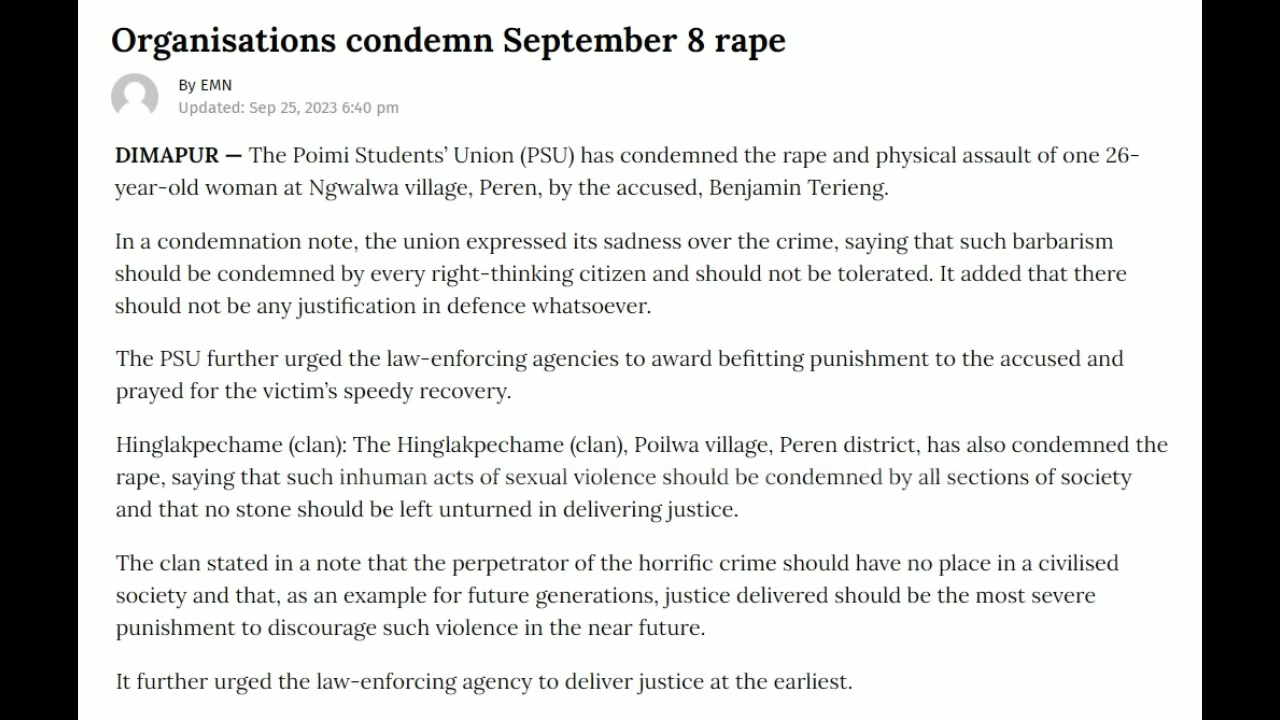 Organisations condemn September 8 rape
By EMN
Updated: Sep 25, 2023 6:40 pm
DIMAPUR — The Poimi Students’ Union (PSU) has condemned the rape and physical assault of one 26-
year-old woman at Ngwalwa village, Peren, by the accused, Benjamin Terieng.
In a condemnation note, the union expressed its sadness over the crime, saying that such barbarism
should be condemned by every right-thinking citizen and should not be tolerated. It added that there
should not be any justification in defence whatsoever.
The PSU further urged the law-enforcing agencies to award befitting punishment to the accused and
prayed for the victim’s speedy recovery.
Hinglakpechame (clan): The Hinglakpechame (clan), Poilwa village, Peren district, has also condemned the
rape, saying that such inhuman acts of sexual violence should be condemned by all sections of society
and that no stone should be left unturned in delivering justice.
The clan stated in a note that the perpetrator of the horrific crime should have no place in a civilised
society and that, as an example for future generations, justice delivered should be the most severe
punishment to discourage such violence in the near future.
It further urged the law-enforcing agency to deliver justice at the earliest.